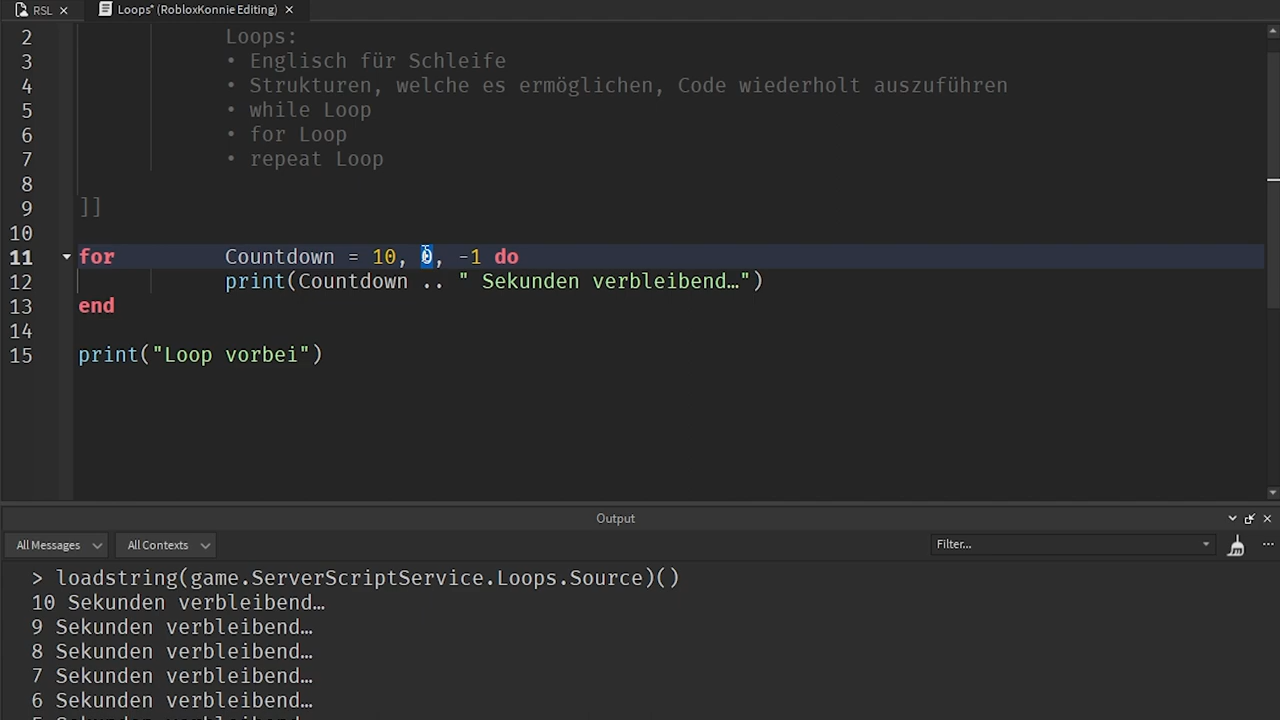 RSL × Loops* (RobloxKonnie Editing) ×
2 Loops:
3 • Englisch für Schleife
4 • Strukturen, welche es ermöglichen, Code wiederholt auszuführen
5 • while Loop
6 • for Loop
7 • repeat Loop
8
9 ]]
10
11 for Countdown = 10, 0, -1 do
12 print(Countdown .. " Sekunden verbleibend…")
13 end
14
15 print("Loop vorbei")
Output
All Messages All Contexts Filter...
> loadstring(game.ServerScriptService.Loops.Source)()
10 Sekunden verbleibend…
9 Sekunden verbleibend…
8 Sekunden verbleibend…
7 Sekunden verbleibend…
6 Sekunden verbleibend…